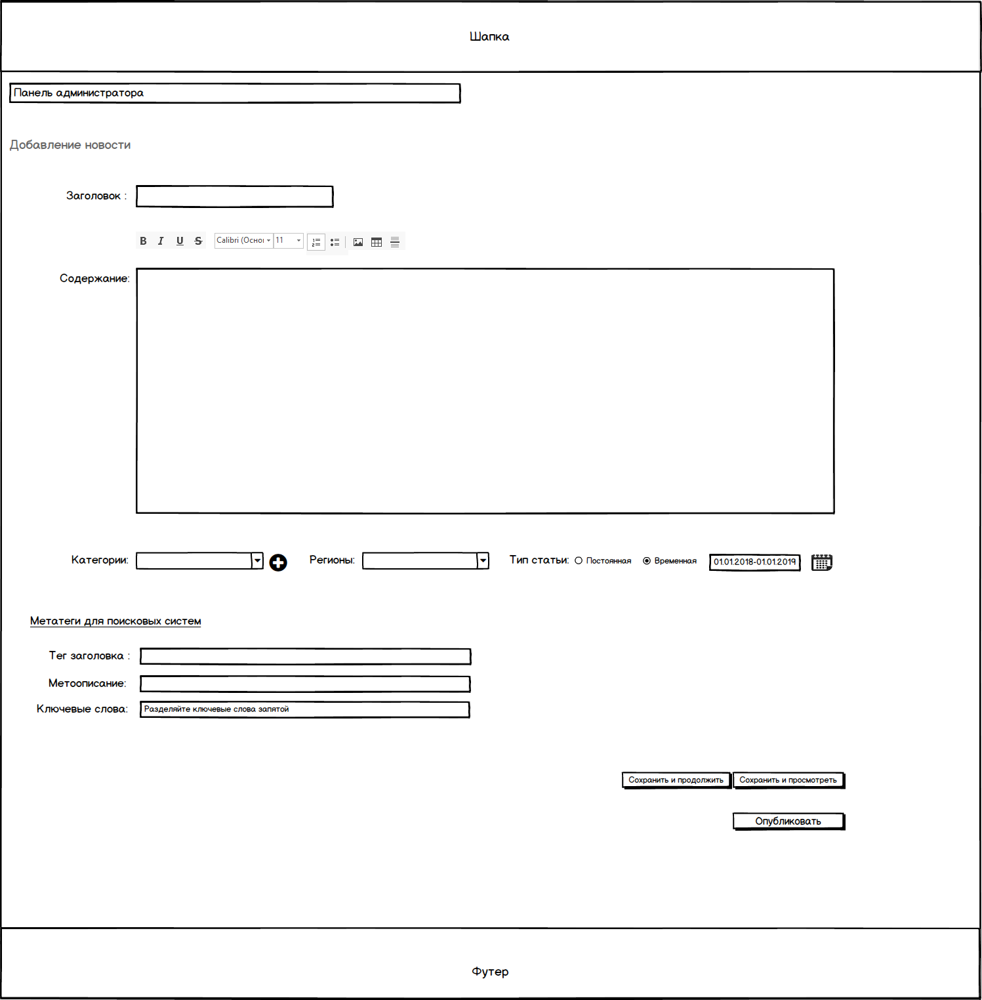 Шапка
Панель администратора
Добавление новости
Заголовок :
B I U S Calibri (Осно 11
Содержание:
Категории: Регионы: Тип статьи: Постоянная Временная 01.01.2018-01.01.2019
Метатеги для поисковых систем
Тег заголовка :
Метоописание:
Ключевые слова: Разделяйте ключевые слова запятой
Сохранить и продолжить Сохранить и просмотреть
Опубликовать
Футер